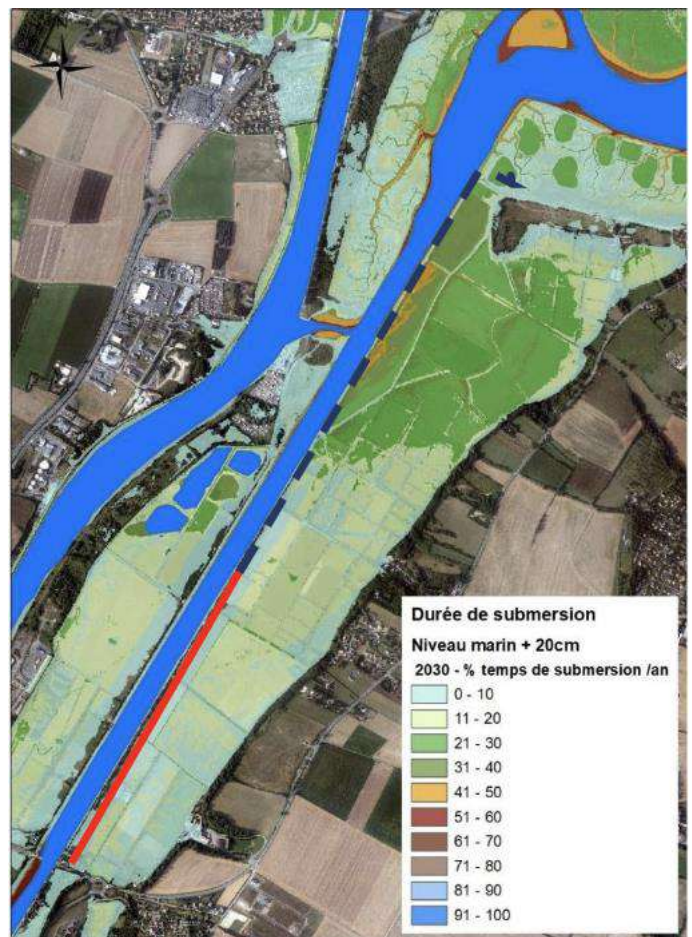 Durée de submersion
Niveau marin + 20cm
2030 - % temps de submersion /an
0 - 10
11 - 20
21 - 30
31 - 40
41 - 50
51 - 60
61 - 70
71 - 80
81 - 90
91 - 100